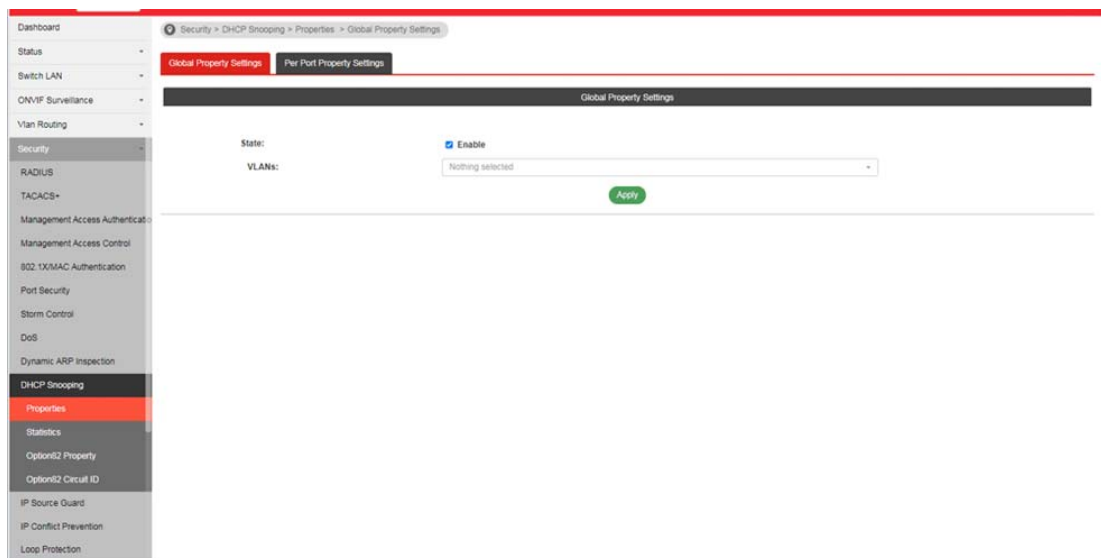 Dashboard
Status
Switch LAN
ONVIF Surveillance
Vlan Routing
Security
RADIUS
TACACS+
Management Access Authenticatio
Management Access Control
802.1X/MAC Authentication
Port Security
Storm Control
DoS
Dynamic ARP Inspection
DHCP Snooping
Properties
Statistics
Option82 Property
Option82 Circuit ID
IP Source Guard
IP Conflict Prevention
Loop Protection
Security > DHCP Snooping > Properties > Global Property Settings
Global Property Settings
Per Port Property Settings
Global Property Settings
State:
Enable
VLANs:
Nothing selected
Apply